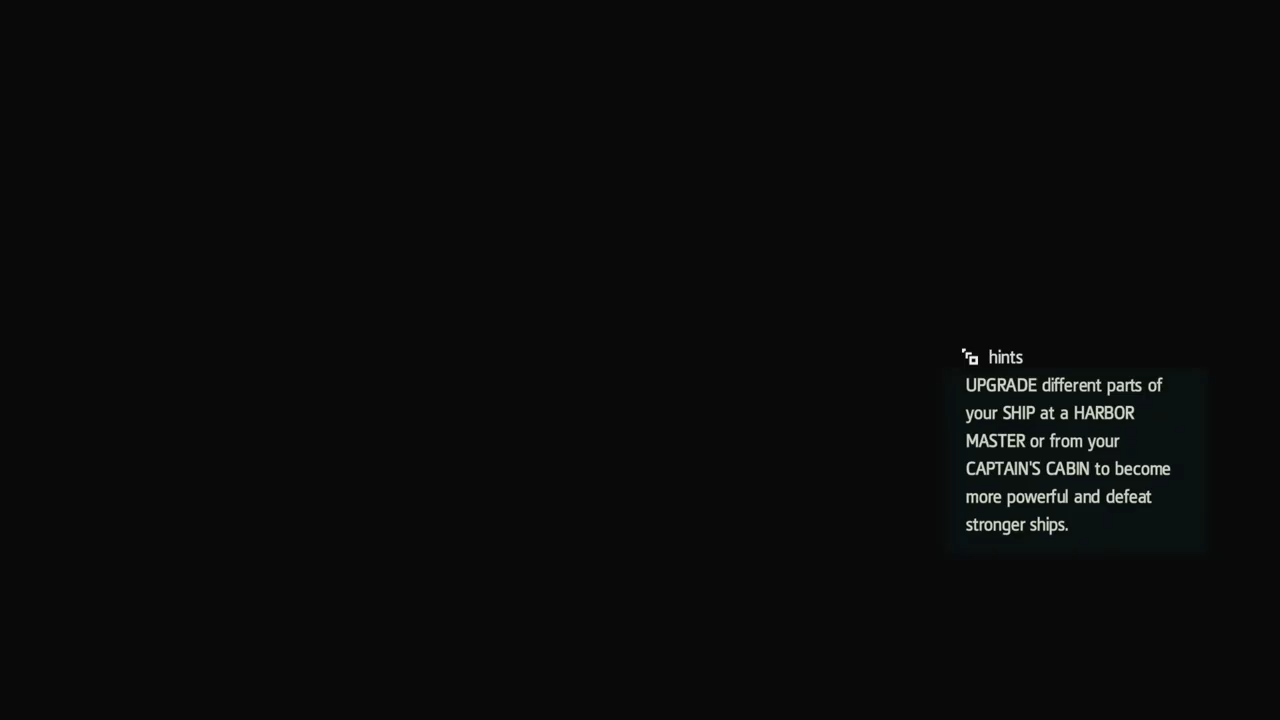 hints
UPGRADE different parts of
your SHIP at a HARBOR
MASTER or from your
CAPTAIN'S CABIN to become
more powerful and defeat
stronger ships.